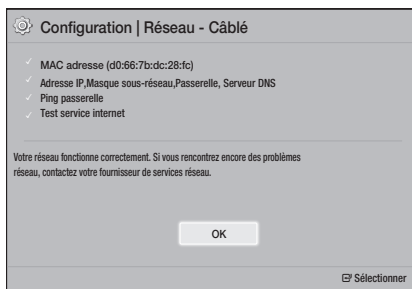 Configuration | Réseau - Câblé
MAC adresse (d0:66:7b:dc:28:fc)
Adresse IP,Masque sous-réseau,Passerelle, Serveur DNS
Ping passerelle
Test service internet
Votre réseau fonctionne correctement. Si vous rencontrez encore des problèmes
réseau, contactez votre fournisseur de services réseau.
OK
Sélectionner